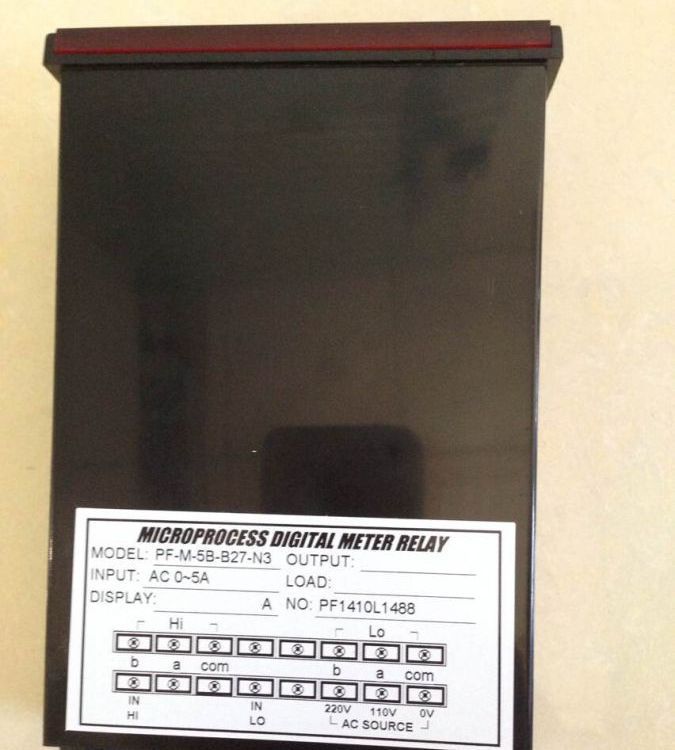 MICROPROCESS DIGITAL METER RELAY
MODEL: PF-M-5B-B27-N3 OUTPUT:
INPUT: AC 0~5A LOAD:
DISPLAY: A NO: PF1410L1488
Hi Lo
b a com b a com
IN IN 220V 110V 0V
HI LO AC SOURCE